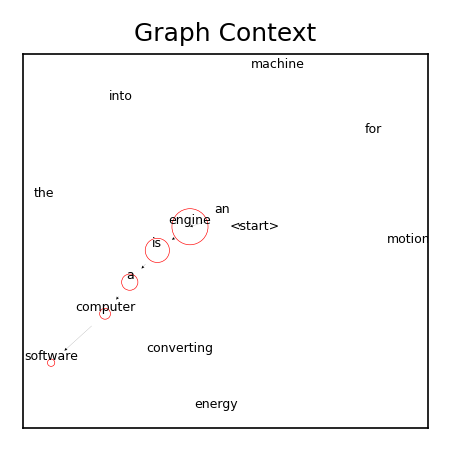 Graph Context
machine
into
for
the
an
engine
<start>
motion
is
a
computer
converting
software
energy